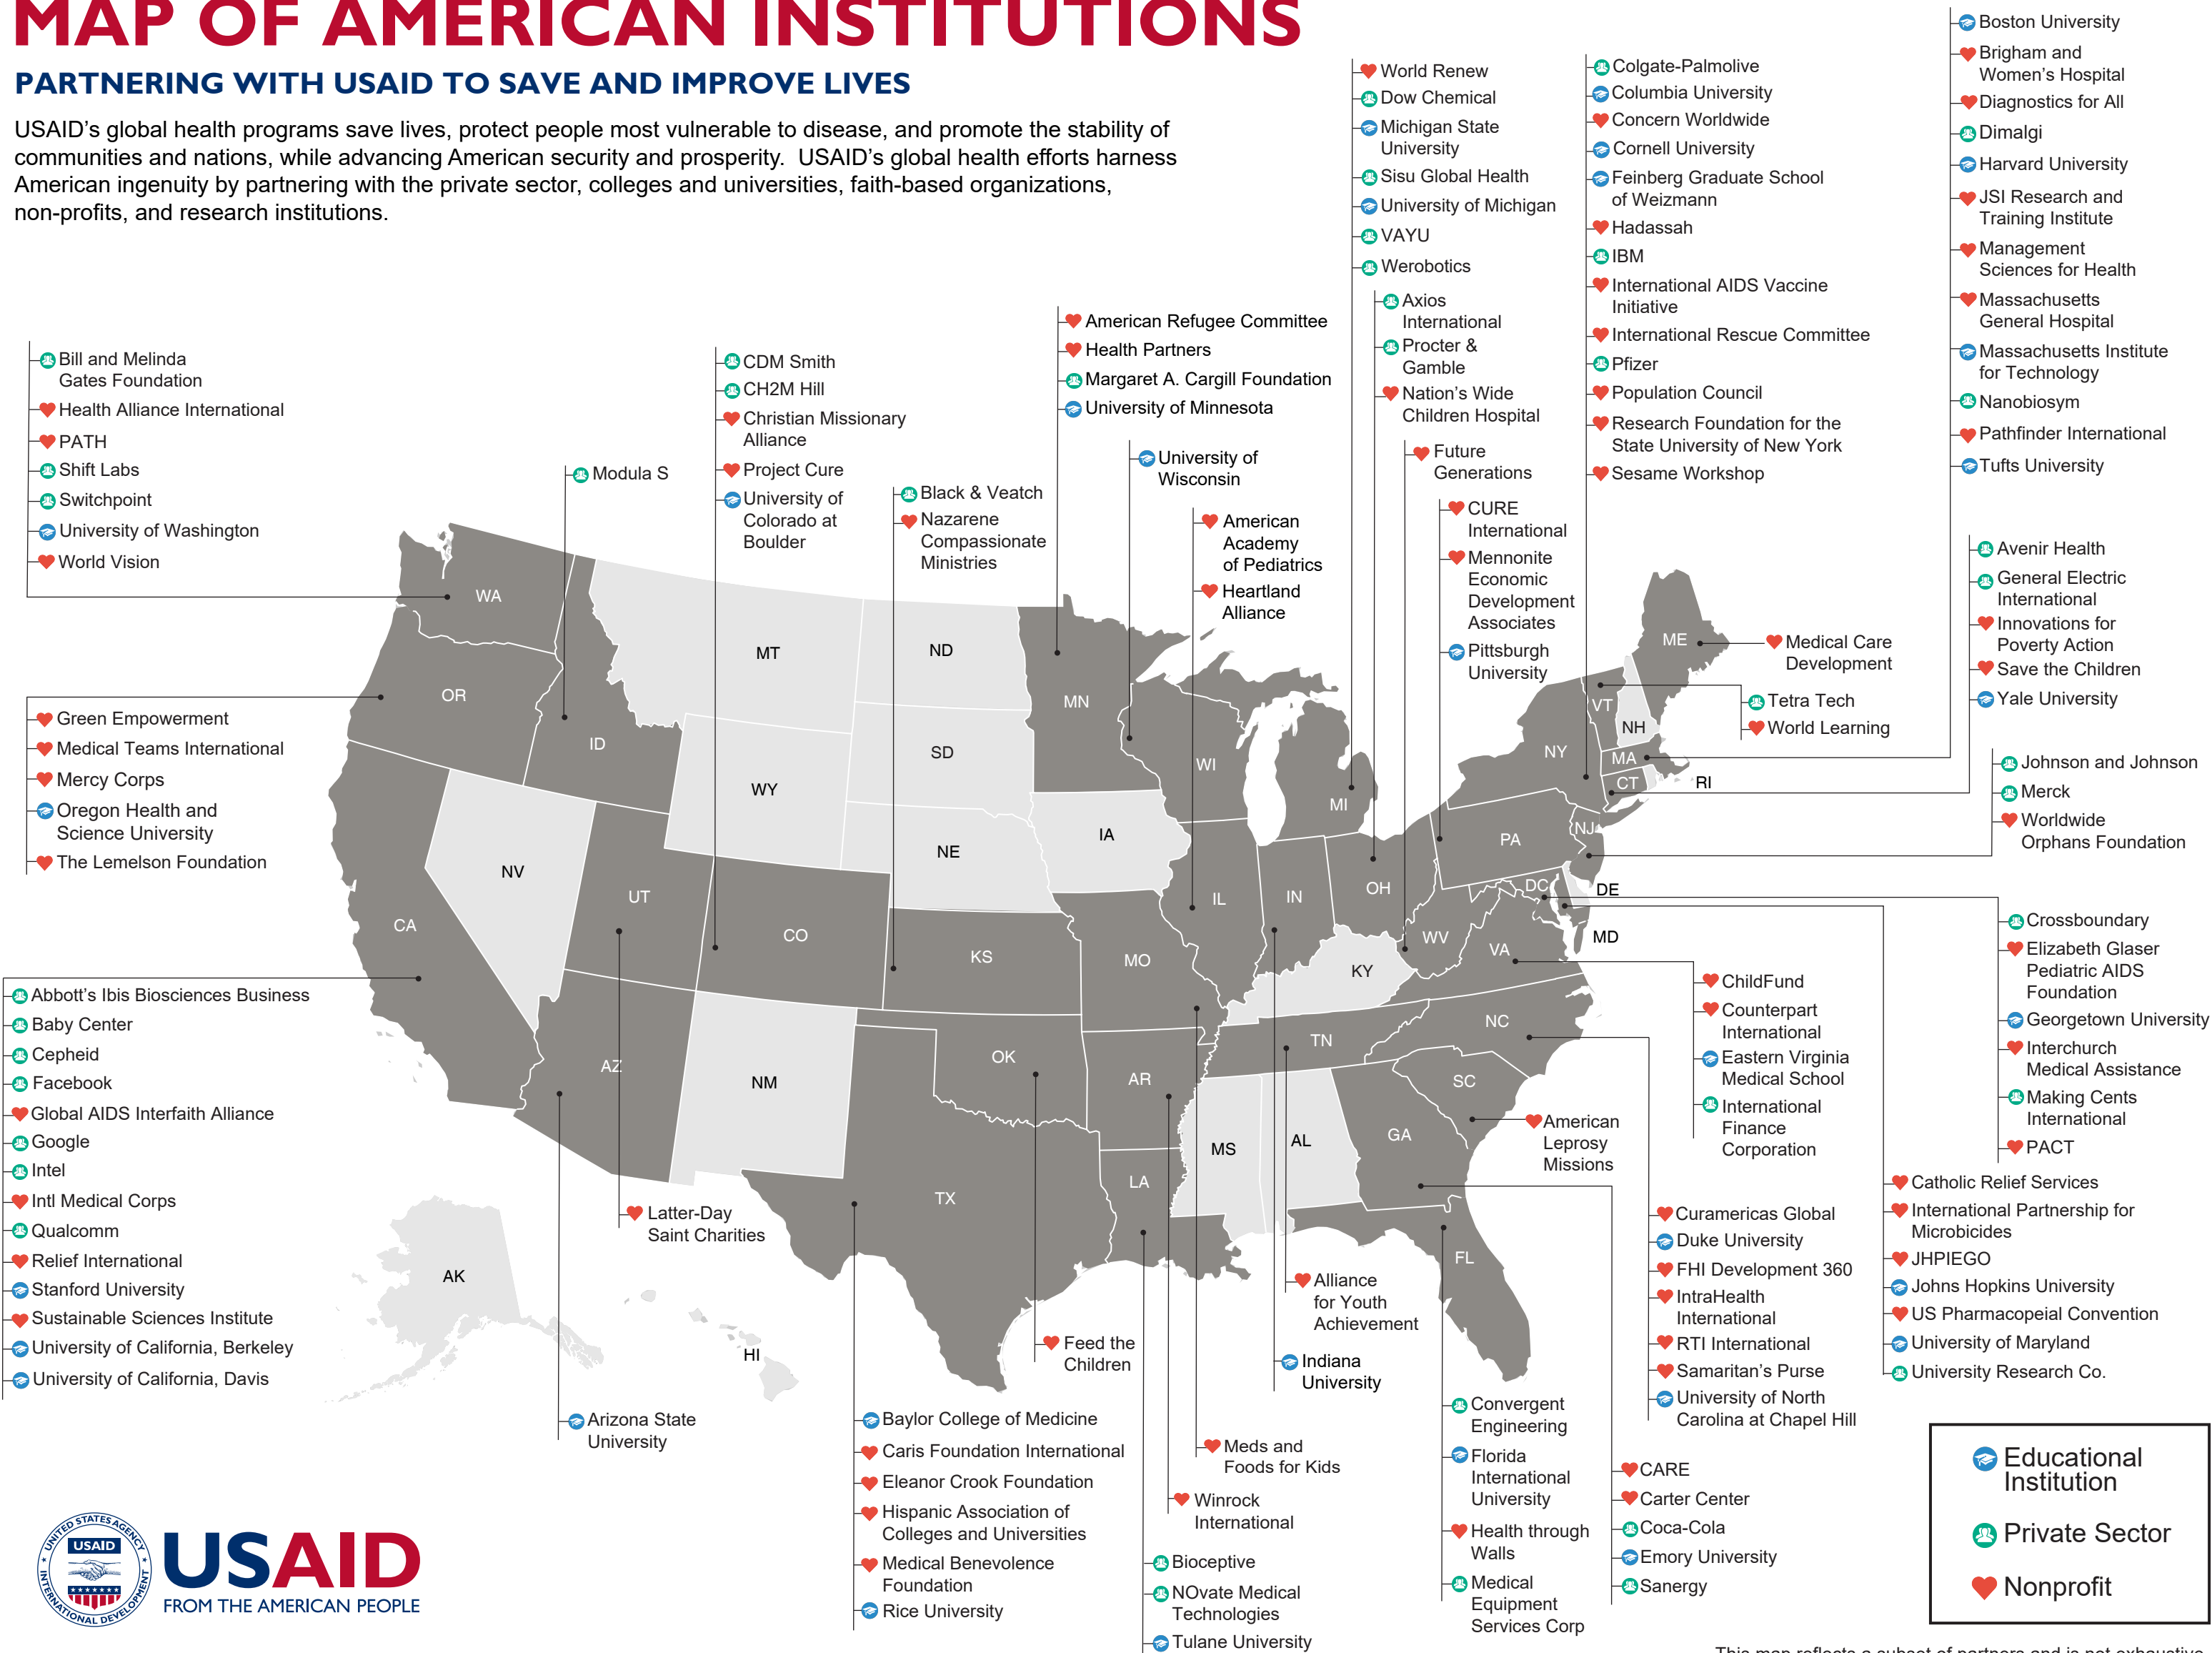 MAP OF AMERICAN INSTITUTIONS
PARTNERING WITH USAID TO SAVE AND IMPROVE LIVES
USAID's global health programs save lives, protect people most vulnerable to disease, and promote the stability of
communities and nations, while advancing American security and prosperity.  USAID's global health efforts harness
American ingenuity by partnering with the private sector, colleges and universities, faith-based organizations,
non-profits, and research institutions.
Bill and Melinda
Gates Foundation
Health Alliance International
PATH
Shift Labs
Switchpoint
University of Washington
World Vision
Green Empowerment
Medical Teams International
Mercy Corps
Oregon Health and
Science University
The Lemelson Foundation
Abbott's Ibis Biosciences Business
Baby Center
Cepheid
Facebook
Global AIDS Interfaith Alliance
Google
Intel
Intl Medical Corps
Qualcomm
Relief International
Stanford University
Sustainable Sciences Institute
University of California, Berkeley
University of California, Davis
Modula S
CDM Smith
CH2M Hill
Christian Missionary
Alliance
Project Cure
University of
Colorado at
Boulder
Black & Veatch
Nazarene
Compassionate
Ministries
American Refugee Committee
Health Partners
Margaret A. Cargill Foundation
University of Minnesota
University of
Wisconsin
American
Academy
of Pediatrics
Heartland
Alliance
World Renew
Dow Chemical
Michigan State
University
Sisu Global Health
University of Michigan
VAYU
Werobotics
Axios
International
Procter &
Gamble
Nation's Wide
Children Hospital
Future
Generations
CURE
International
Mennonite
Economic
Development
Associates
Pittsburgh
University
Colgate-Palmolive
Columbia University
Concern Worldwide
Cornell University
Feinberg Graduate School
of Weizmann
Hadassah
IBM
International AIDS Vaccine
Initiative
International Rescue Committee
Pfizer
Population Council
Research Foundation for the
State University of New York
Sesame Workshop
Boston University
Brigham and
Women's Hospital
Diagnostics for All
Dimalgi
Harvard University
JSI Research and
Training Institute
Management
Sciences for Health
Massachusetts
General Hospital
Massachusetts Institute
for Technology
Nanobiosym
Pathfinder International
Tufts University
Avenir Health
General Electric
International
Innovations for
Poverty Action
Save the Children
Yale University
Medical Care
Development
Tetra Tech
World Learning
Johnson and Johnson
Merck
Worldwide
Orphans Foundation
Crossboundary
Elizabeth Glaser
Pediatric AIDS
Foundation
Georgetown University
Interchurch
Medical Assistance
Making Cents
International
PACT
ChildFund
Counterpart
International
Eastern Virginia
Medical School
International
Finance
Corporation
Catholic Relief Services
International Partnership for
Microbicides
JHPIEGO
Johns Hopkins University
US Pharmacopeial Convention
University of Maryland
University Research Co.
American
Leprosy
Missions
Curamericas Global
Duke University
FHI Development 360
IntraHealth
International
RTI International
Samaritan's Purse
University of North
Carolina at Chapel Hill
CARE
Carter Center
Coca-Cola
Emory University
Sanergy
Convergent
Engineering
Florida
International
University
Health through
Walls
Medical
Equipment
Services Corp
Alliance
for Youth
Achievement
Indiana
University
Meds and
Foods for Kids
Winrock
International
Bioceptive
NOvate Medical
Technologies
Tulane University
Feed the
Children
Baylor College of Medicine
Caris Foundation International
Eleanor Crook Foundation
Hispanic Association of
Colleges and Universities
Medical Benevolence
Foundation
Rice University
Latter-Day
Saint Charities
Arizona State
University
WA
OR
ID
MT
ND
SD
WY
NE
NV
UT
CO
CA
AZ
NM
KS
OK
TX
MN
IA
MO
AR
LA
WI
IL
IN
MI
OH
KY
TN
MS
AL
GA
FL
SC
NC
VA
WV
PA
NY
VT
NH
ME
MA
CT
RI
NJ
DE
DC
MD
AK
HI
UNITED STATES AGENCY
USAID
INTERNATIONAL DEVELOPMENT
USAID
FROM THE AMERICAN PEOPLE
Educational
Institution
Private Sector
Nonprofit
This map reflects a subset of partners and is not exhaustive